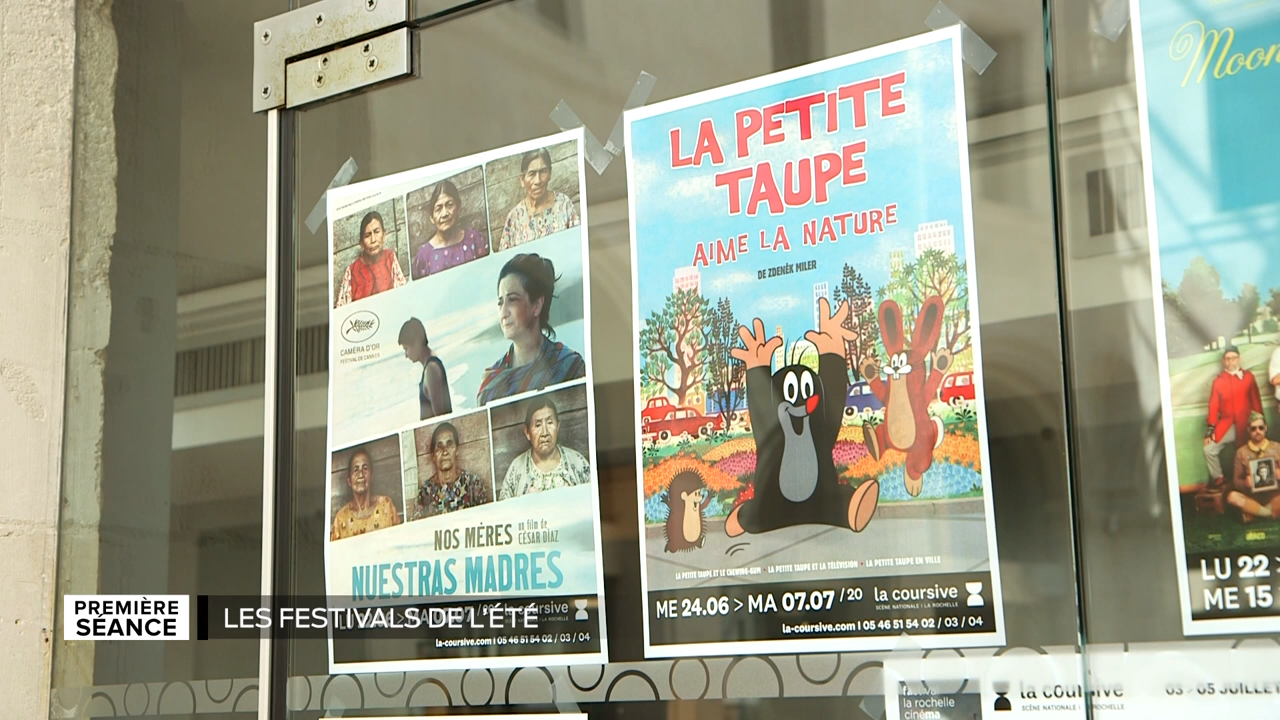 CAMÉRA D'OR
FESTIVAL DE CANNES
NOS MÈRES
un film de
CÉSAR DÍAZ
NUESTRAS MADRES
la coursive
la-coursive.com I 05 46 51 54 02 / 03 / 04
LA PETITE
TAUPE
AIME LA NATURE
DE ZDENĚK MILER
LA PETITE TAUPE ET LE CHEWING-GUM • LA PETITE TAUPE ET LA TÉLÉVISION • LA PETITE TAUPE EN VILLE
ME 24.06 > MA 07.07 / 20
la coursive
SCÈNE NATIONALE I LA ROCHELLE
la-coursive.com I 05 46 51 54 02 / 03 / 04
Moon
LU 22 >
ME 15
la rochelle
cinéma
la coursive
SCÈNE NATIONALE I LA ROCHELLE
03 > 05 JUILLET
PREMIÈRE
SÉANCE
LES FESTIVALS DE L'ÉTÉ